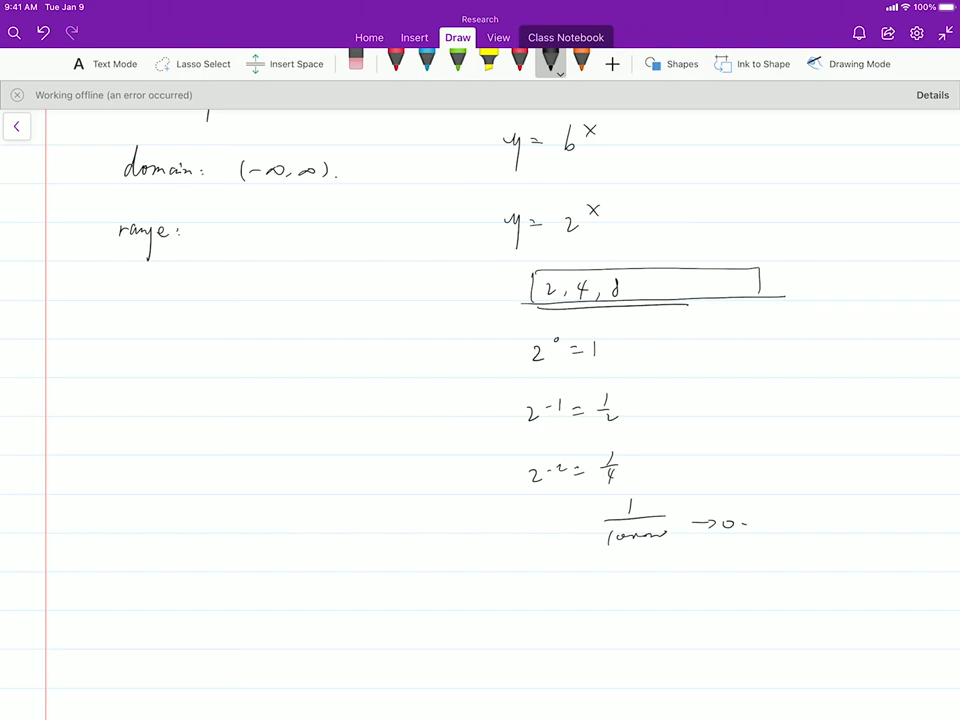 9:41 AM Tue Jan 9
100%
Research
Home Insert Draw View Class Notebook
A Text Mode Lasso Select Insert Space Shapes Ink to Shape Drawing Mode
Working offline (an error occurred) Details
y = b^x
domain: (-∞, ∞).
y = 2^x
range:
2, 4, 8
2^0 = 1
2^-1 = 1/2
2^-2 = 1/4
1
→ 0